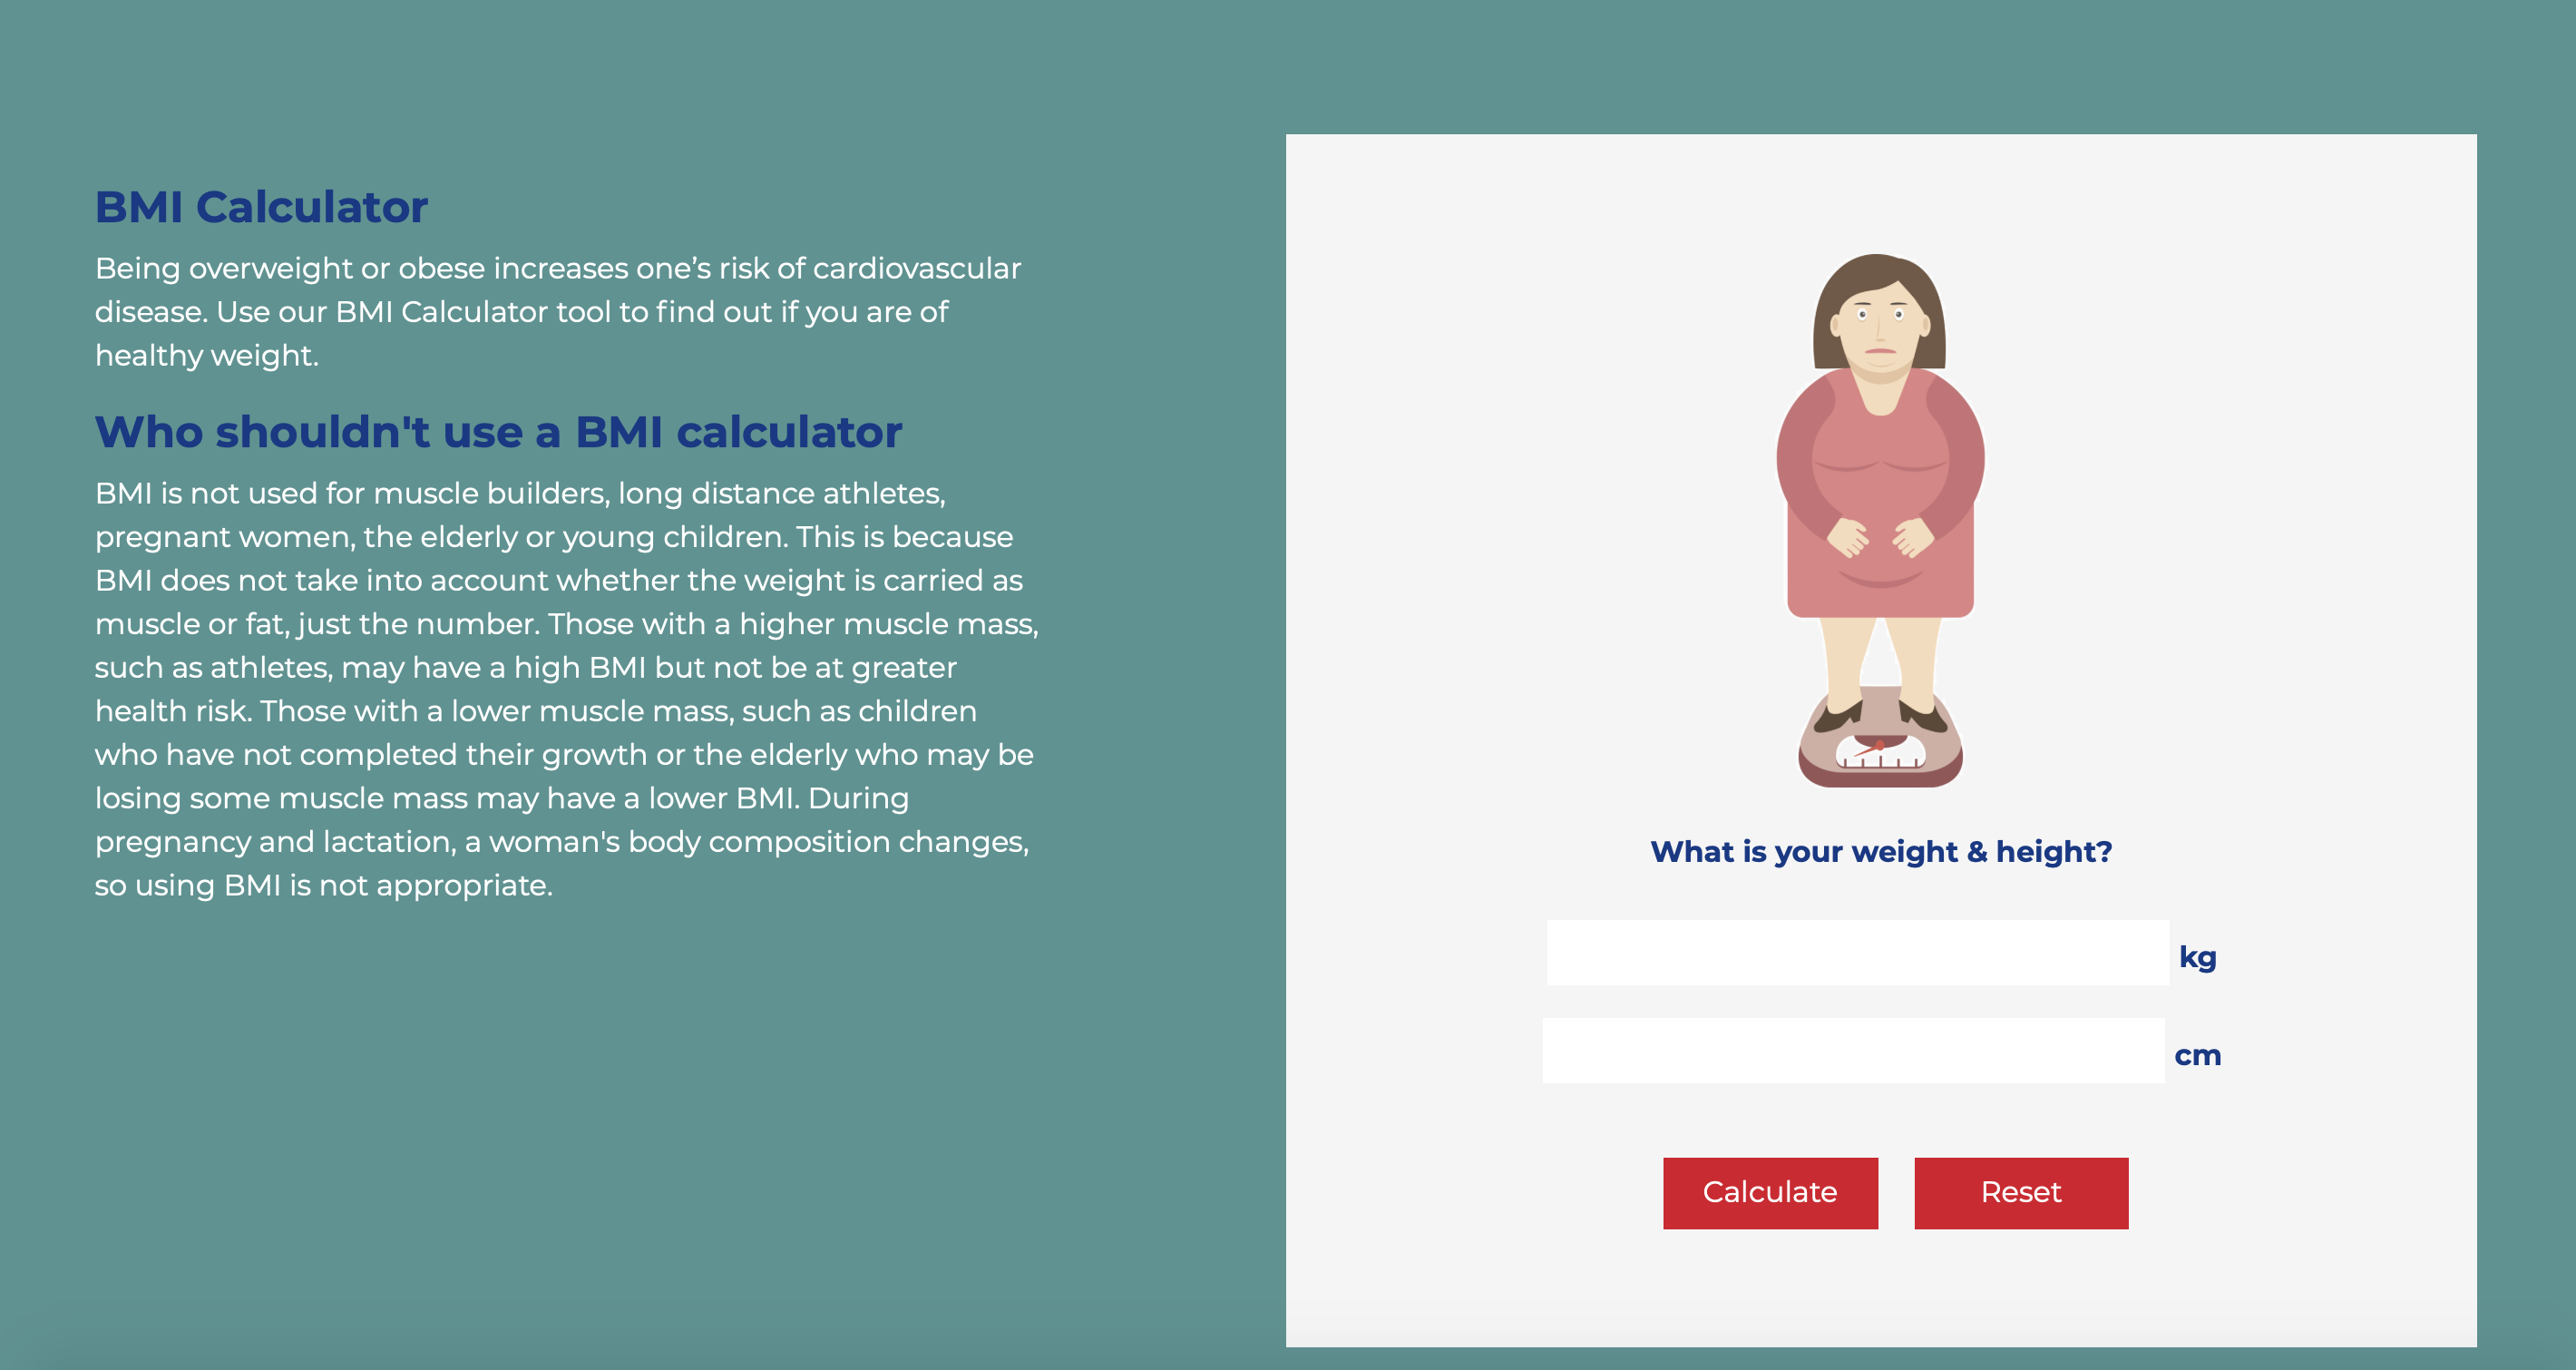 BMI Calculator
Being overweight or obese increases one’s risk of cardiovascular
disease. Use our BMI Calculator tool to find out if you are of
healthy weight.
Who shouldn't use a BMI calculator
BMI is not used for muscle builders, long distance athletes,
pregnant women, the elderly or young children. This is because
BMI does not take into account whether the weight is carried as
muscle or fat, just the number. Those with a higher muscle mass,
such as athletes, may have a high BMI but not be at greater
health risk. Those with a lower muscle mass, such as children
who have not completed their growth or the elderly who may be
losing some muscle mass may have a lower BMI. During
pregnancy and lactation, a woman's body composition changes,
so using BMI is not appropriate.
What is your weight & height?
kg
cm
Calculate
Reset